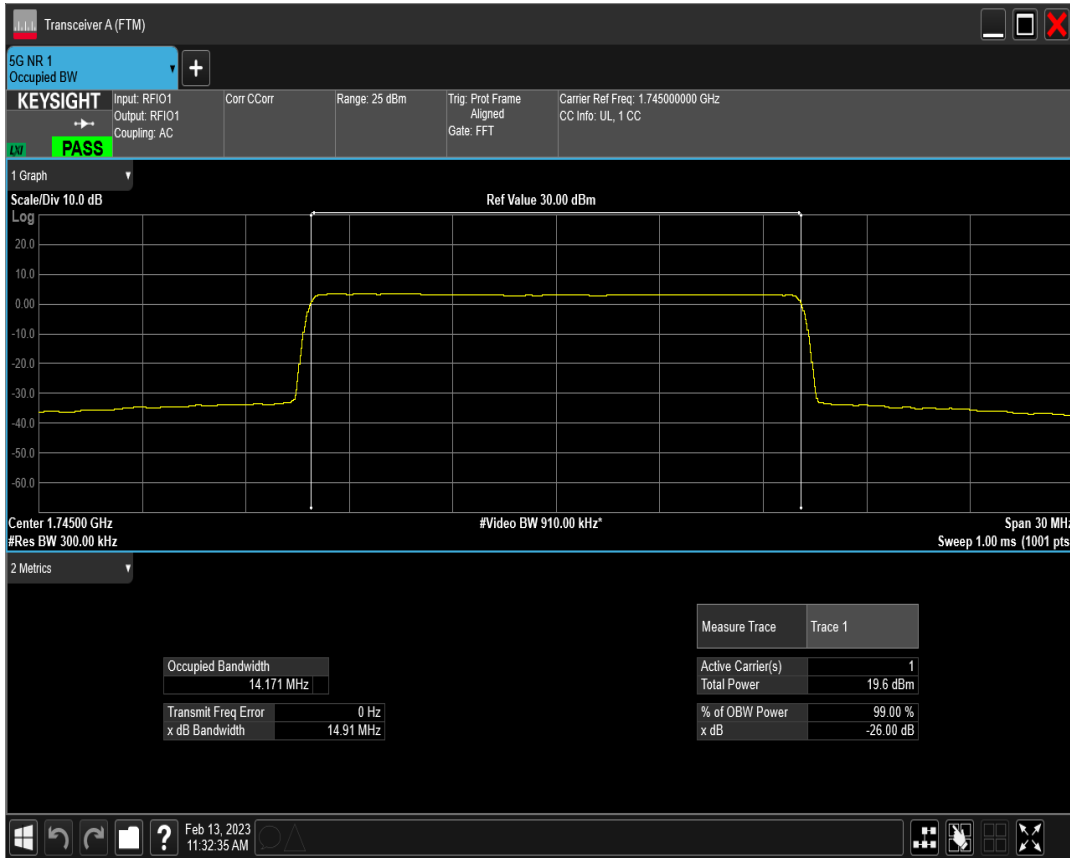 Transceiver A (FTM)
5G NR 1
Occupied BW
+
KEYSIGHT
LXI
PASS
Input: RFIO1
Output: RFIO1
Coupling: AC
Corr CCorr
Range: 25 dBm
Trig: Prot Frame
Aligned
Gate: FFT
Carrier Ref Freq: 1.745000000 GHz
CC Info: UL, 1 CC
1 Graph
Scale/Div 10.0 dB
Ref Value 30.00 dBm
Log
20.0
10.0
0.00
-10.0
-20.0
-30.0
-40.0
-50.0
-60.0
Center 1.74500 GHz
#Video BW 910.00 kHz*
Span 30 MHz
#Res BW 300.00 kHz
Sweep 1.00 ms (1001 pts
2 Metrics
Measure Trace Trace 1
Occupied Bandwidth
14.171 MHz
Active Carrier(s) 1
Total Power 19.6 dBm
Transmit Freq Error 0 Hz
x dB Bandwidth 14.91 MHz
% of OBW Power 99.00 %
x dB -26.00 dB
?
Feb 13, 2023
11:32:35 AM